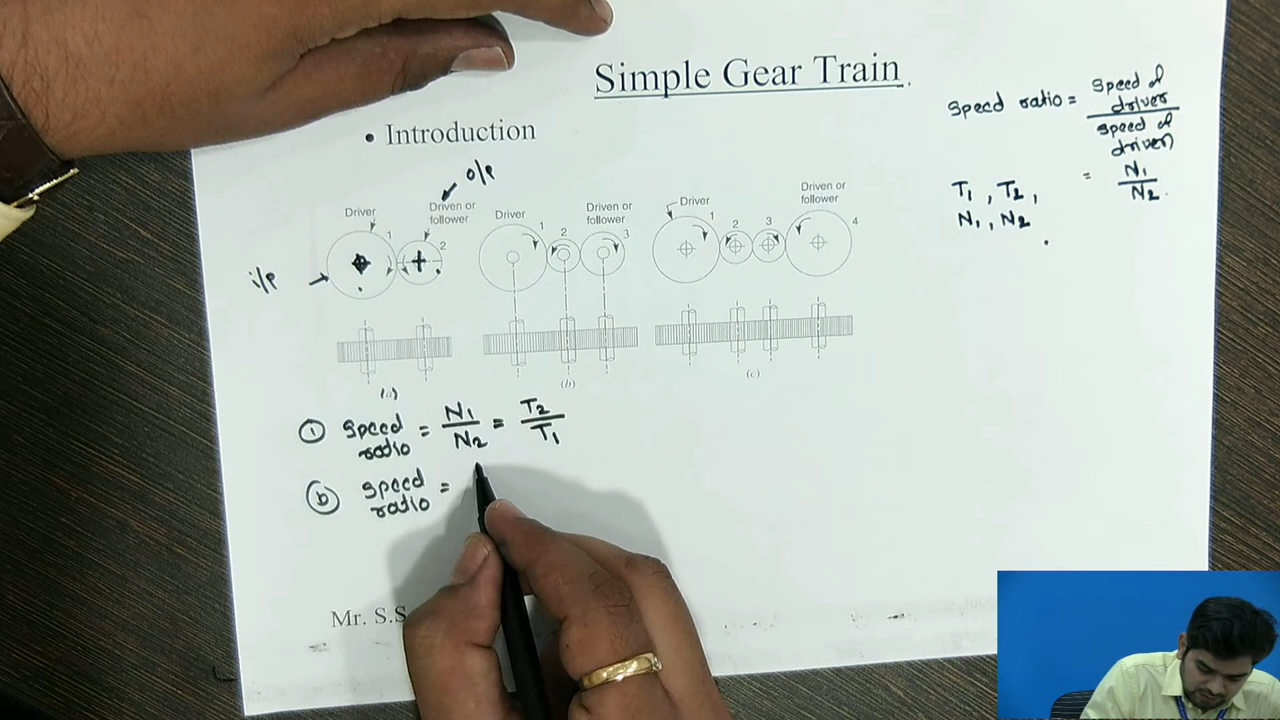 Simple Gear Train
• Introduction
Speed ratio = Speed of driver / Speed of driven
= N₁ / N₂
T₁, T₂,
N₁, N₂
O/P
i/P
Driver
Driven or
follower
1
2
Driver
Driven or
follower
1
2
3
Driver
Driven or
follower
1
2
3
4
(a)
(b)
(c)
① Speed ratio = N₁ / N₂ = T₂ / T₁
ⓑ Speed ratio =
Mr. S.S